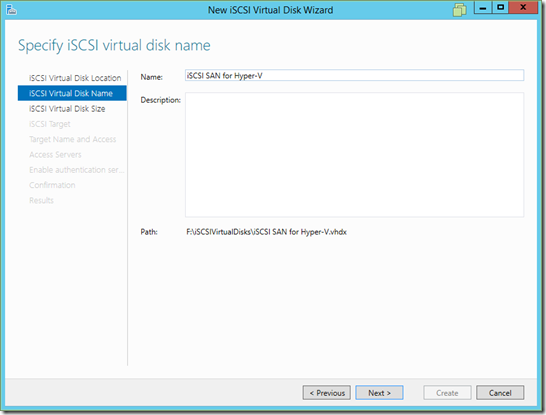 New iSCSI Virtual Disk Wizard
Specify iSCSI virtual disk name
iSCSI Virtual Disk Location
iSCSI Virtual Disk Name
iSCSI Virtual Disk Size
iSCSI Target
Target Name and Access
Access Servers
Enable authentication ser...
Confirmation
Results
Name: iSCSI SAN for Hyper-V
Description:
Path: F:\iSCSIVirtualDisks\iSCSI SAN for Hyper-V.vhdx
< Previous Next > Create Cancel